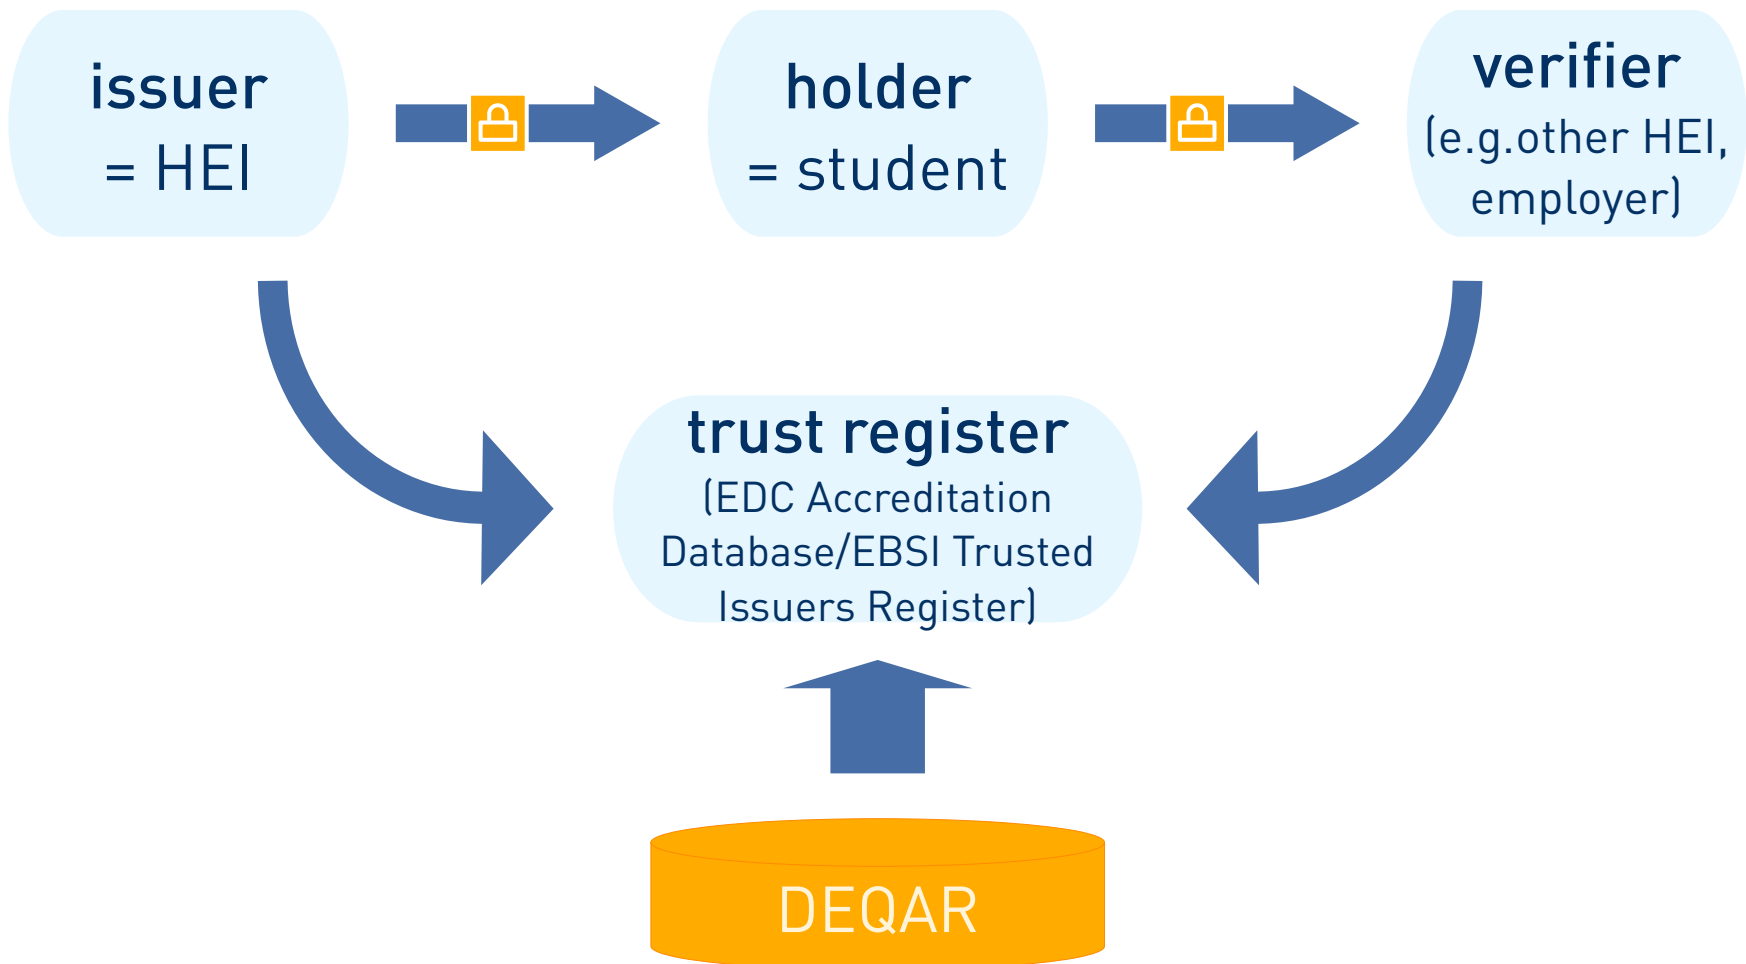 issuer
= HEI
holder
= student
verifier
(e.g.other HEI,
employer)
trust register
(EDC Accreditation
Database/EBSI Trusted
Issuers Register)
DEQAR